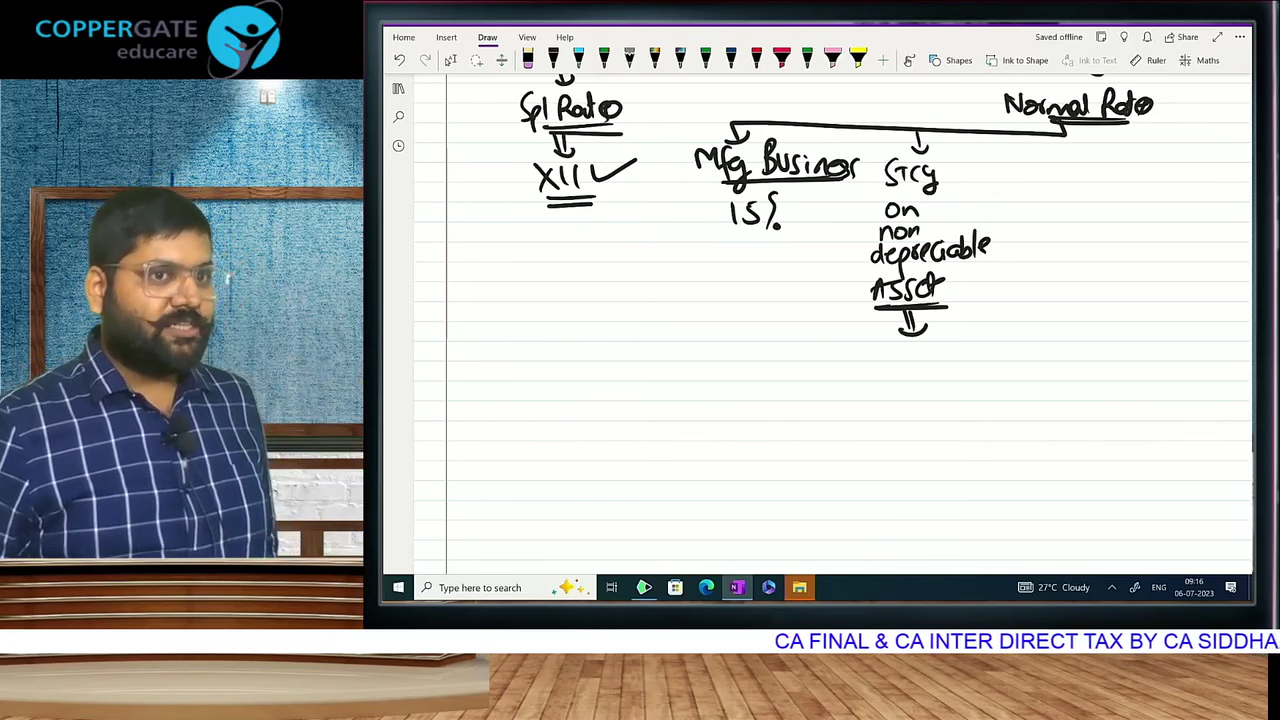 COPPERGATE
educare
Home Insert Draw View Help
Saved offline
Share
Shapes
Ink to Shape
Ink to Text
Ruler
Maths
Spl Rate
Normal Rate
XII
Mfg Business
15%
STCG
on
non
depreciable
Asset
Type here to search
27°C Cloudy
ENG
09:16
06-07-2023
CA FINAL & CA INTER DIRECT TAX BY CA SIDDHA